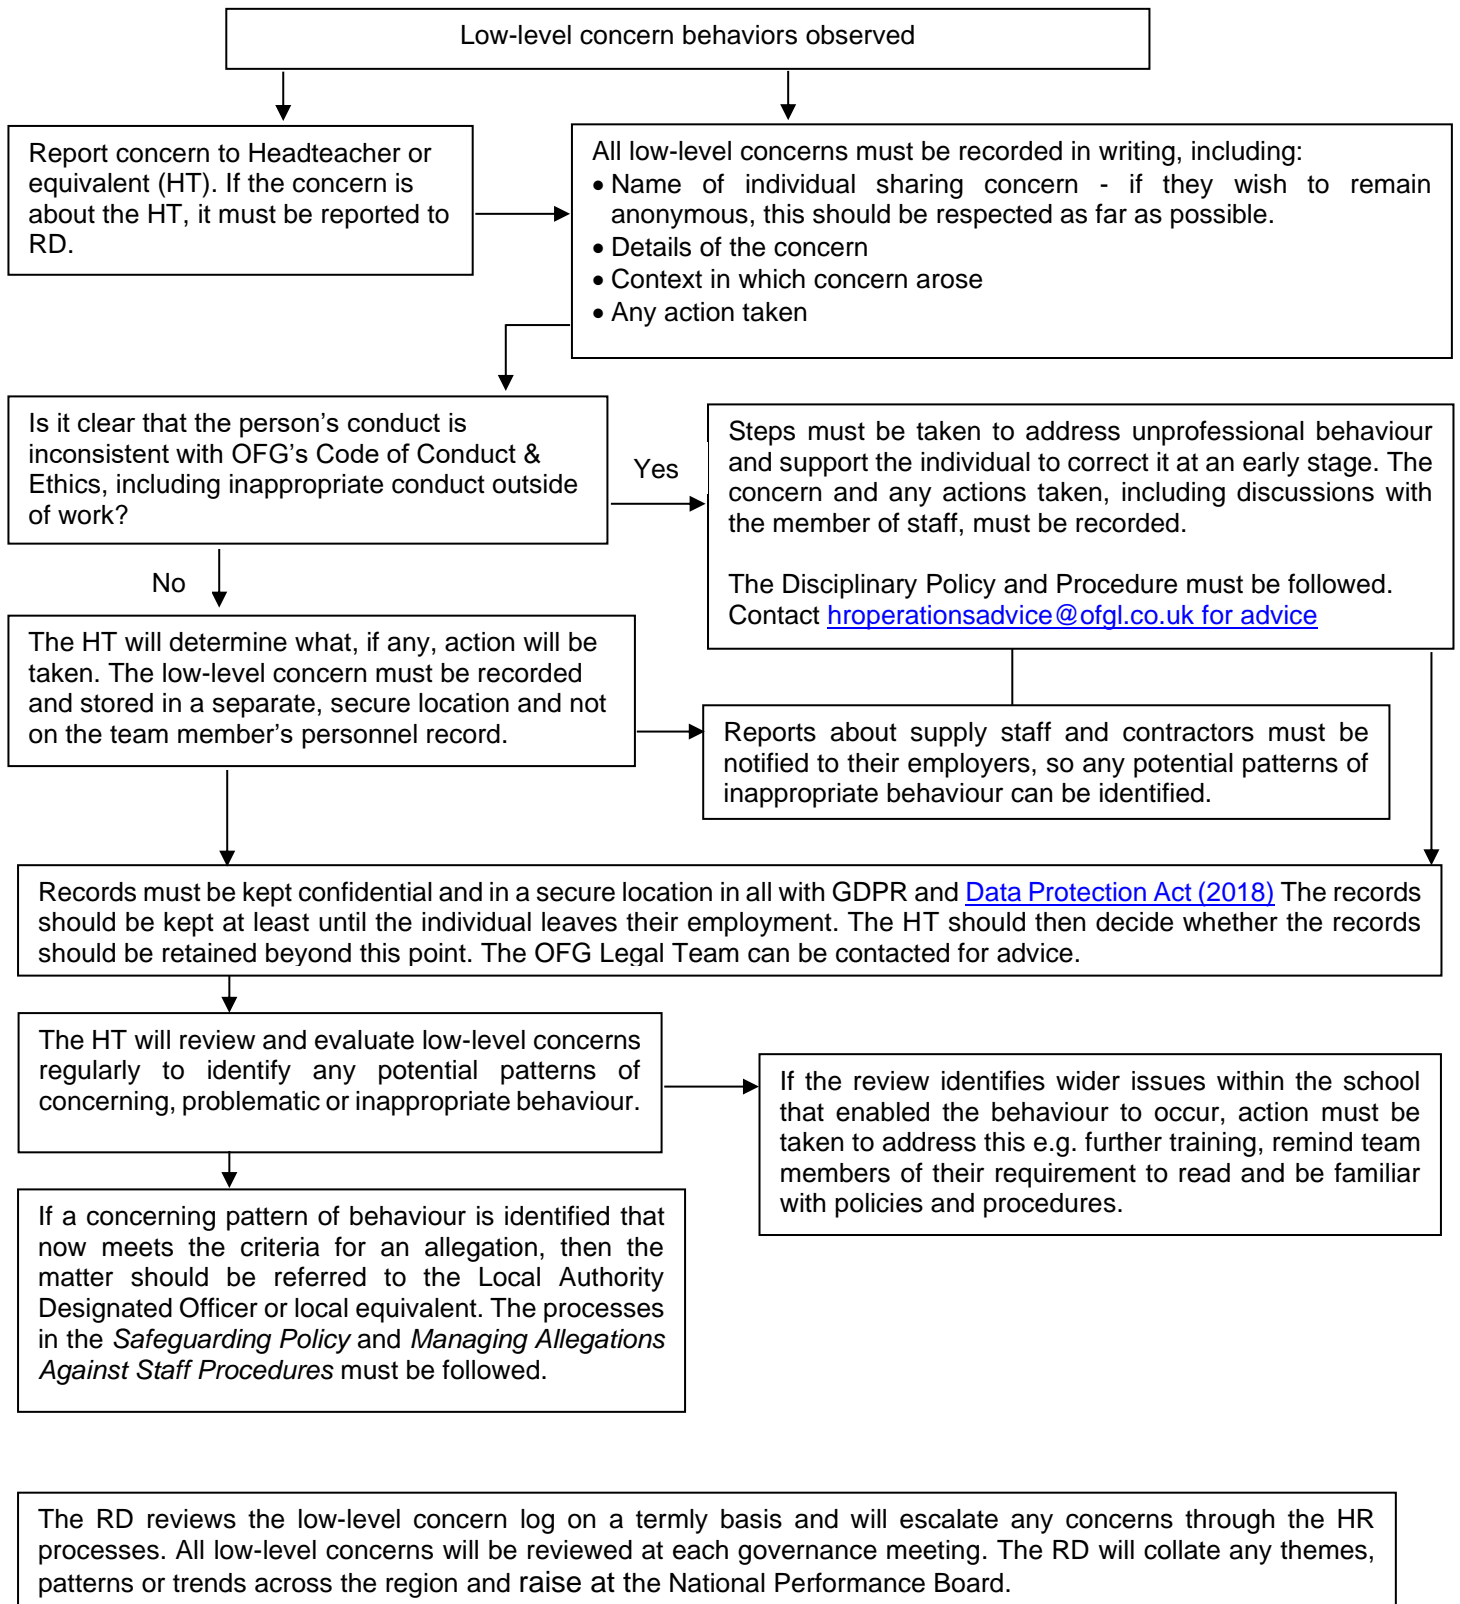 Low-level concern behaviors observed
Report concern to Headteacher or
equivalent (HT). If the concern is
about the HT, it must be reported to
RD.
All low-level concerns must be recorded in writing, including:
• Name of individual sharing concern - if they wish to remain
anonymous, this should be respected as far as possible.
• Details of the concern
• Context in which concern arose
• Any action taken
Is it clear that the person's conduct is
inconsistent with OFG's Code of Conduct &
Ethics, including inappropriate conduct outside
of work?
Yes
Steps must be taken to address unprofessional behaviour
and support the individual to correct it at an early stage. The
concern and any actions taken, including discussions with
the member of staff, must be recorded.
The Disciplinary Policy and Procedure must be followed.
Contact hroperationsadvice@ofgl.co.uk for advice
No
The HT will determine what, if any, action will be
taken. The low-level concern must be recorded
and stored in a separate, secure location and not
on the team member's personnel record.
Reports about supply staff and contractors must be
notified to their employers, so any potential patterns of
inappropriate behaviour can be identified.
Records must be kept confidential and in a secure location in all with GDPR and Data Protection Act (2018) The records
should be kept at least until the individual leaves their employment. The HT should then decide whether the records
should be retained beyond this point. The OFG Legal Team can be contacted for advice.
The HT will review and evaluate low-level concerns
regularly to identify any potential patterns of
concerning, problematic or inappropriate behaviour.
If the review identifies wider issues within the school
that enabled the behaviour to occur, action must be
taken to address this e.g. further training, remind team
members of their requirement to read and be familiar
with policies and procedures.
If a concerning pattern of behaviour is identified that
now meets the criteria for an allegation, then the
matter should be referred to the Local Authority
Designated Officer or local equivalent. The processes
in the Safeguarding Policy and Managing Allegations
Against Staff Procedures must be followed.
The RD reviews the low-level concern log on a termly basis and will escalate any concerns through the HR
processes. All low-level concerns will be reviewed at each governance meeting. The RD will collate any themes,
patterns or trends across the region and raise at the National Performance Board.